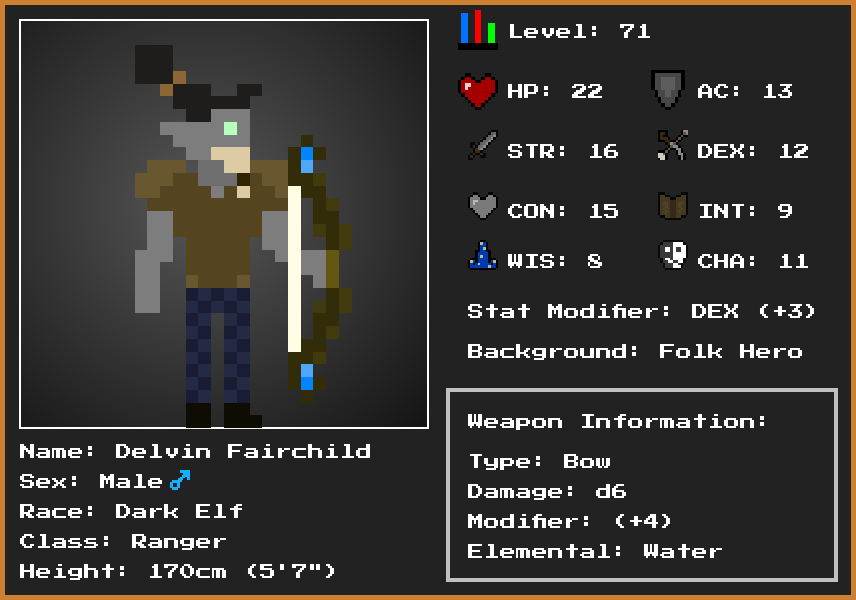 Level: 71
HP: 22 AC: 13
STR: 16 DEX: 12
CON: 15 INT: 9
WIS: 8 CHA: 11
Stat Modifier: DEX (+3)
Background: Folk Hero
Weapon Information:
Type: Bow
Damage: d6
Modifier: (+4)
Elemental: Water
Name: Delvin Fairchild
Sex: Male ♂
Race: Dark Elf
Class: Ranger
Height: 170cm (5'7")